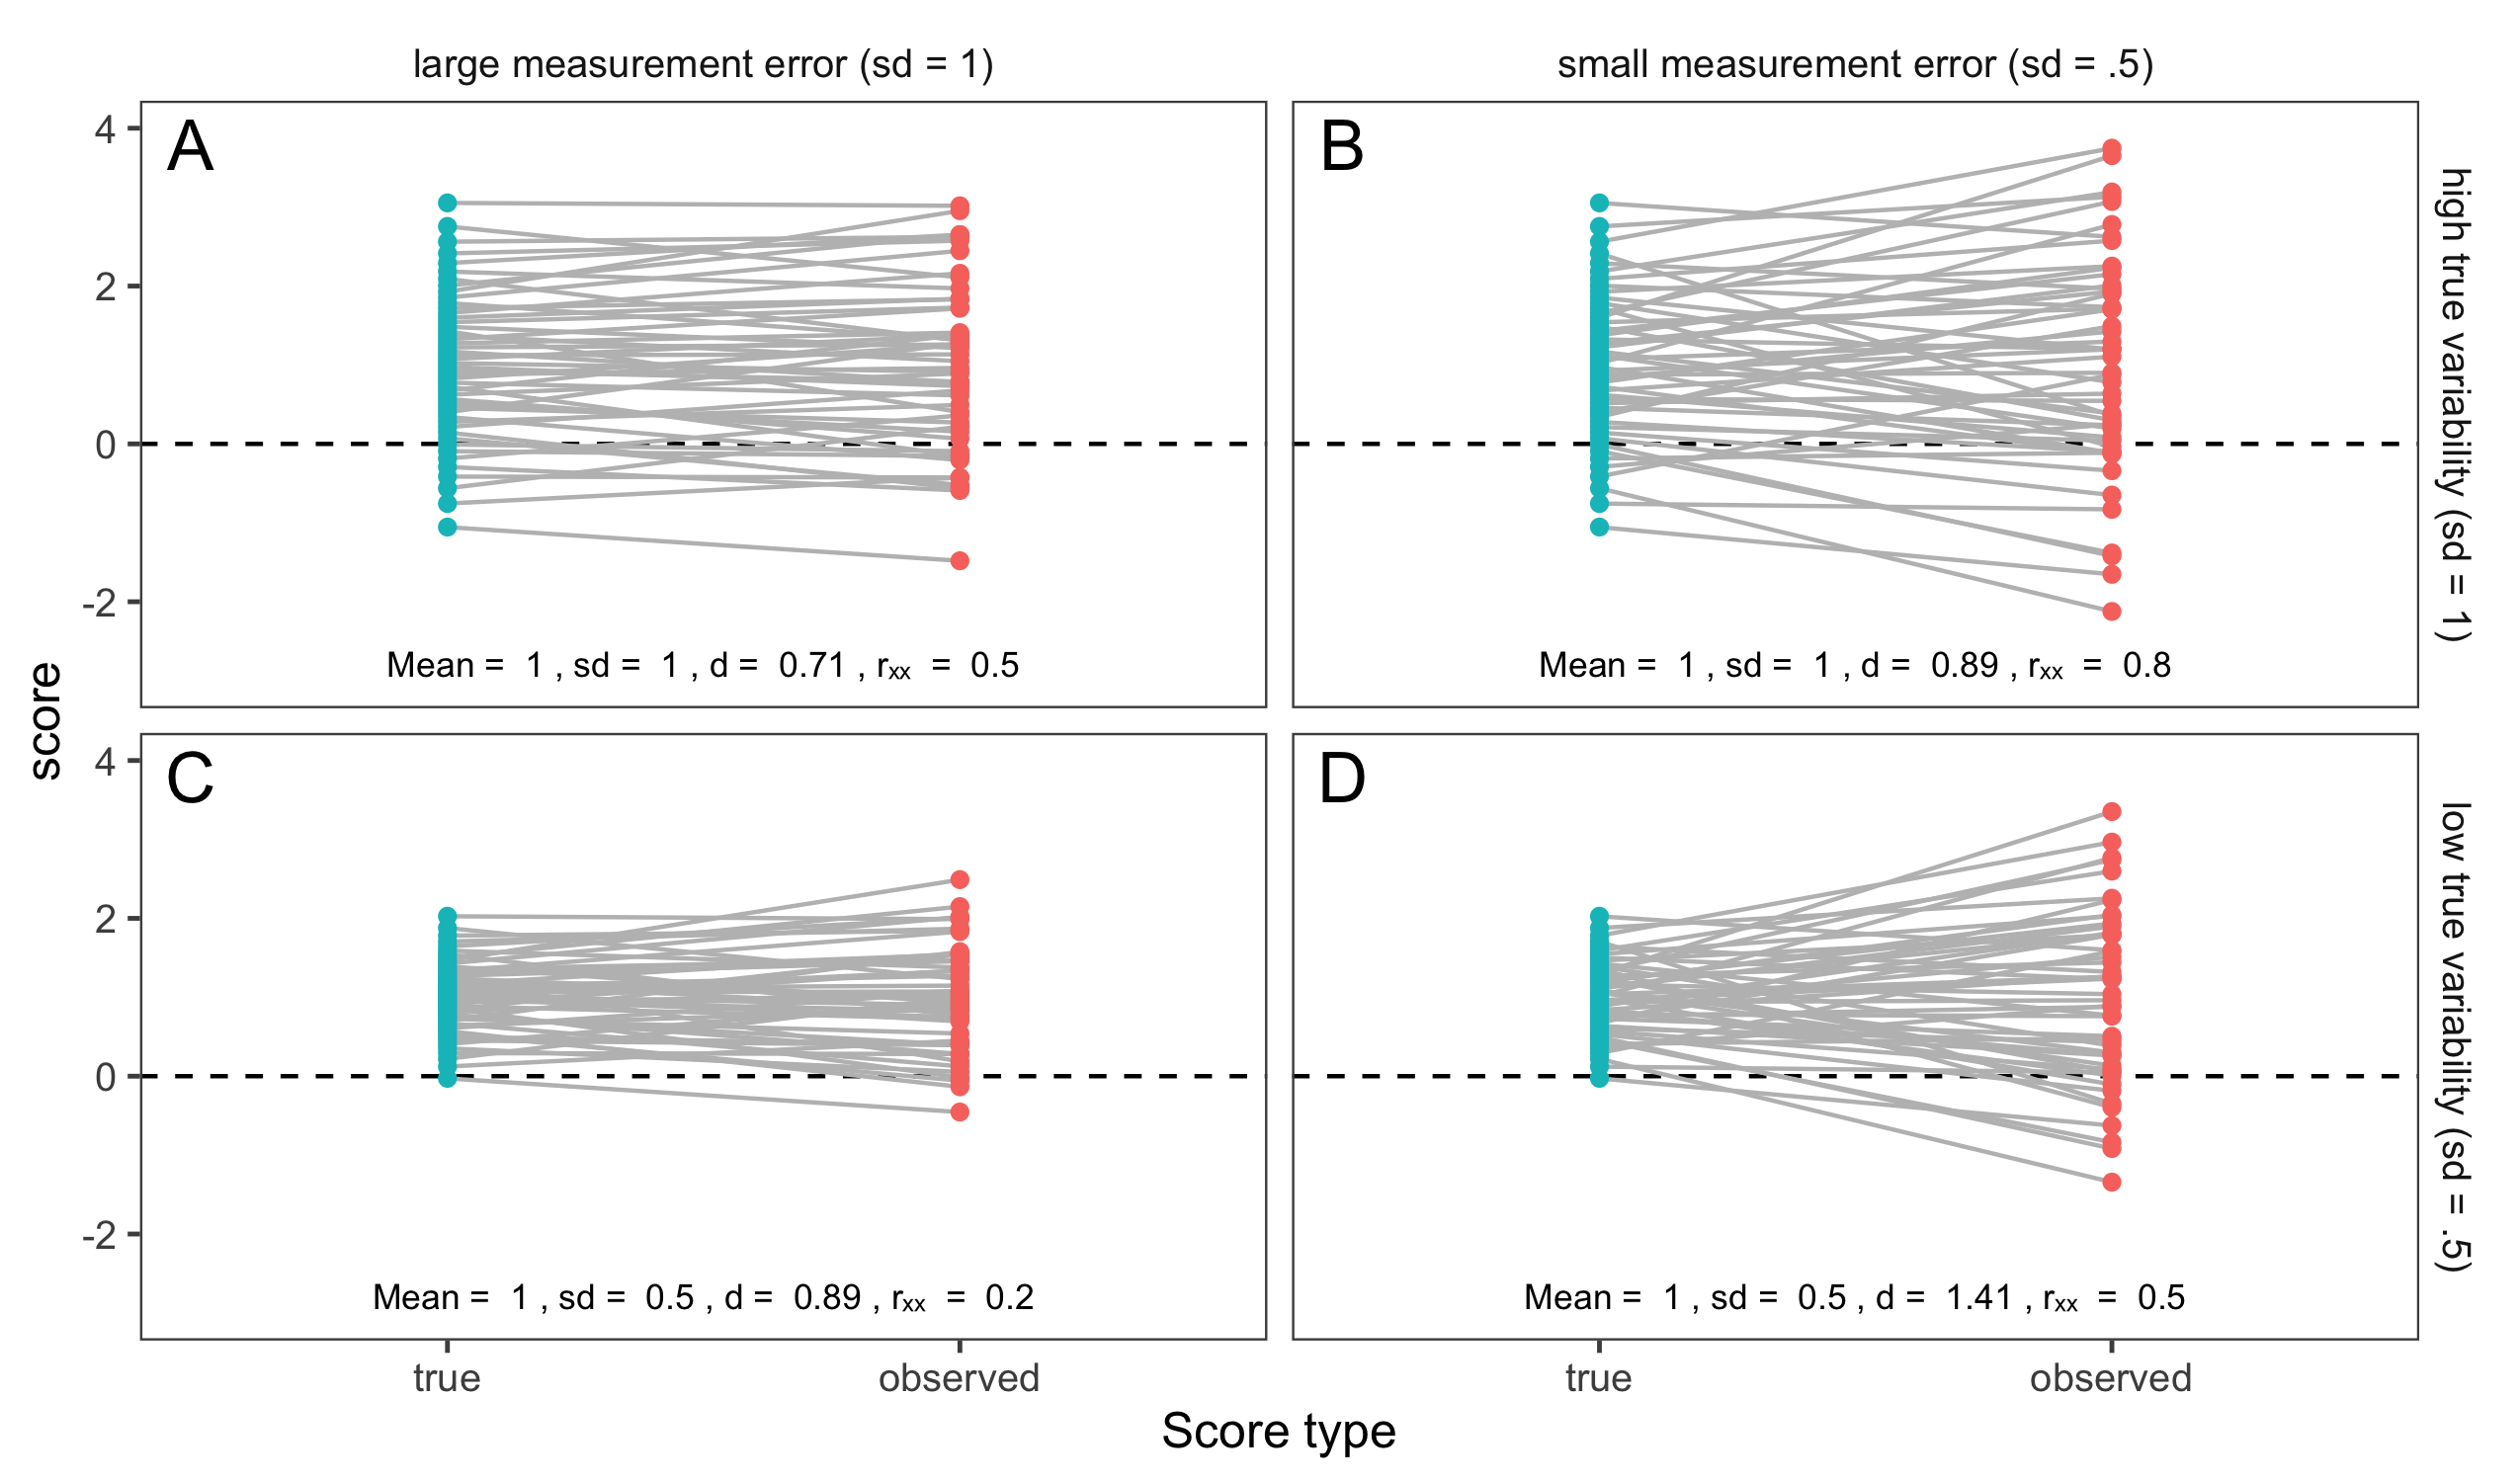 large measurement error (sd = 1)
small measurement error (sd = .5)
A
B
4
2
0
-2
high true variability (sd = 1)
Mean = 1 , sd = 1 , d = 0.71 , rxx = 0.5
Mean = 1 , sd = 1 , d = 0.89 , rxx = 0.8
score
C
D
4
2
0
-2
low true variability (sd = .5)
Mean = 1 , sd = 0.5 , d = 0.89 , rxx = 0.2
Mean = 1 , sd = 0.5 , d = 1.41 , rxx = 0.5
true
observed
true
observed
Score type